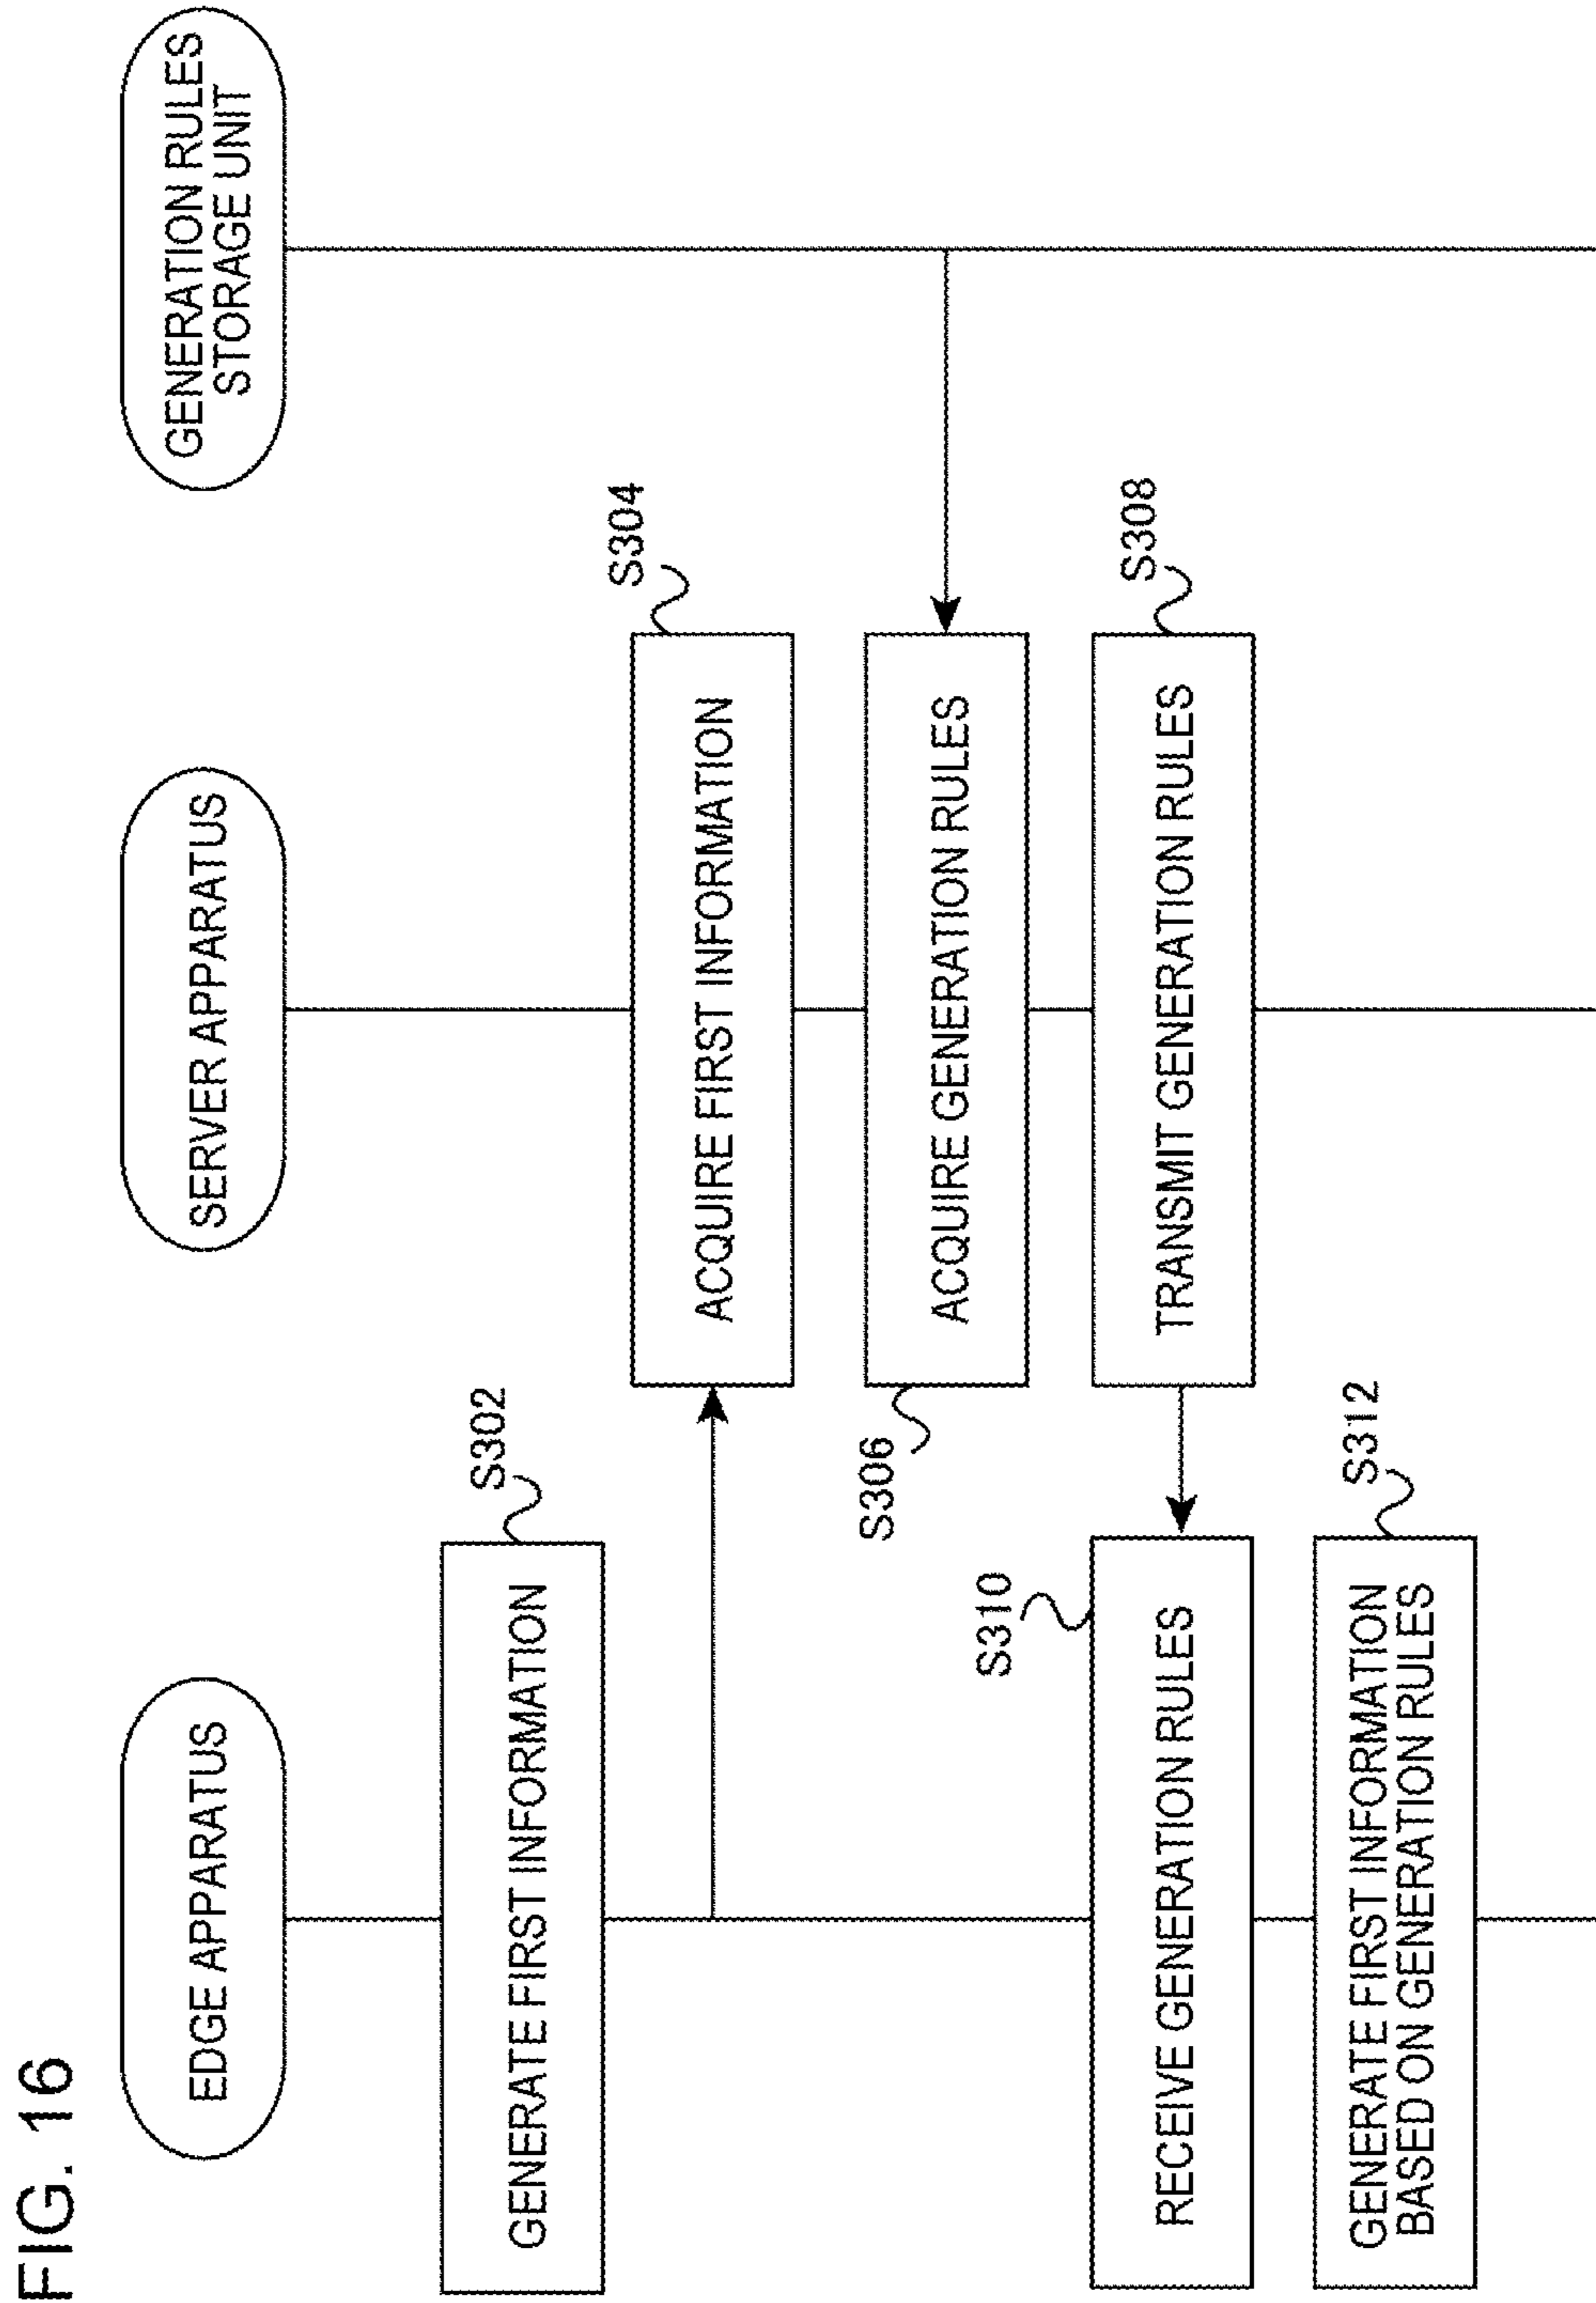 FIG. 16
EDGE APPARATUS
SERVER APPARATUS
GENERATION RULES
STORAGE UNIT
S302
GENERATE FIRST INFORMATION
S304
ACQUIRE FIRST INFORMATION
S306
ACQUIRE GENERATION RULES
S308
TRANSMIT GENERATION RULES
S310
RECEIVE GENERATION RULES
S312
GENERATE FIRST INFORMATION
BASED ON GENERATION RULES